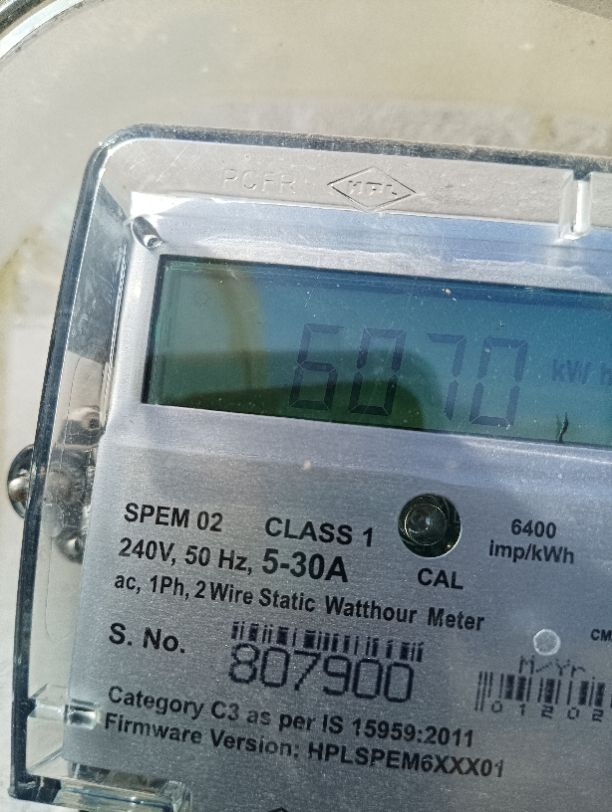 PCFR HPL
6070 kW h
SPEM 02 CLASS 1
6400
imp/kWh
240V, 50 Hz, 5-30A
CAL
ac, 1Ph, 2 Wire Static Watthour Meter
S. No.
807900
M/Yr
Category C3 as per IS 15959:2011
Firmware Version: HPLSPEM6XXX01